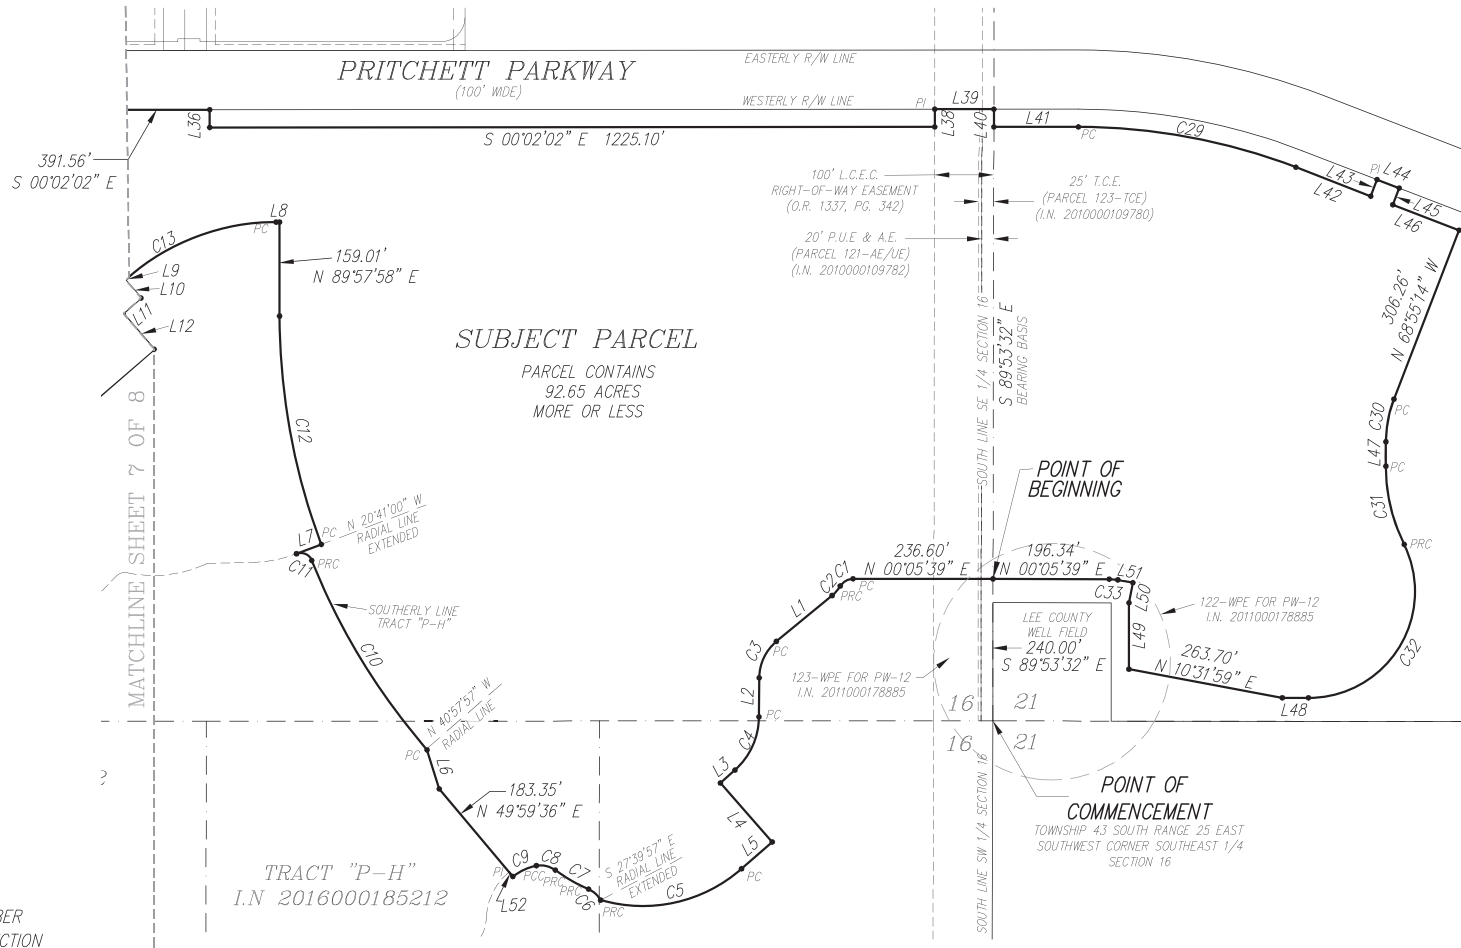 PRITCHETT PARKWAY
(100' WIDE)
EASTERLY R/W LINE
WESTERLY R/W LINE
PI
L39
L36
L38
L40
L41
PC
C29
S 00°02'02" E 1225.10'
391.56'
S 00°02'02" E
PI
L44
L43
L42
L45
L46
100' L.C.E.C.
RIGHT-OF-WAY EASEMENT
(O.R. 1337, PG. 342)
25' T.C.E.
(PARCEL 123-TCE)
(I.N. 2010000109780)
20' P.U.E & A.E.
(PARCEL 121-AE/UE)
(I.N. 2010000109782)
L8
PC
C13
L9
L10
L11
L12
159.01'
N 89°57'58" E
306.26'
N 68°55'14" W
SUBJECT PARCEL
PARCEL CONTAINS
92.65 ACRES
MORE OR LESS
SOUTH LINE SE 1/4 SECTION 16
S 89°53'32" E
BEARING BASIS
MATCHLINE SHEET 7 OF 8
C12
PC
C30
L47
PC
C31
PRC
POINT OF
BEGINNING
N 20°41'00" W
RADIAL LINE
EXTENDED
L7
PC
C11
PRC
236.60'
N 00°05'39" E
196.34'
N 00°05'39" E
C1
C2
PC
PRC
L51
C33
L50
L49
122-WPE FOR PW-12
I.N. 2011000178885
SOUTHERLY LINE
TRACT "P-H"
L1
LEE COUNTY
WELL FIELD
240.00'
S 89°53'32" E
C3
PC
C10
263.70'
N 10°31'59" E
C32
123-WPE FOR PW-12
I.N. 2011000178885
L2
PC
L48
16
21
16
21
N 40°57'57" W
RADIAL LINE
PC
L6
C4
L3
183.35'
N 49°59'36" E
POINT OF
COMMENCEMENT
TOWNSHIP 43 SOUTH RANGE 25 EAST
SOUTHWEST CORNER SOUTHEAST 1/4
SECTION 16
SOUTH LINE SW 1/4 SECTION 16
L4
L5
PC
S 27°39'57" E
RADIAL LINE
EXTENDED
C5
C9
C8
PI
PCC
PRC
C7
PRC
C6
PRC
L52
TRACT "P-H"
I.N 2016000185212
2
BER
CTION